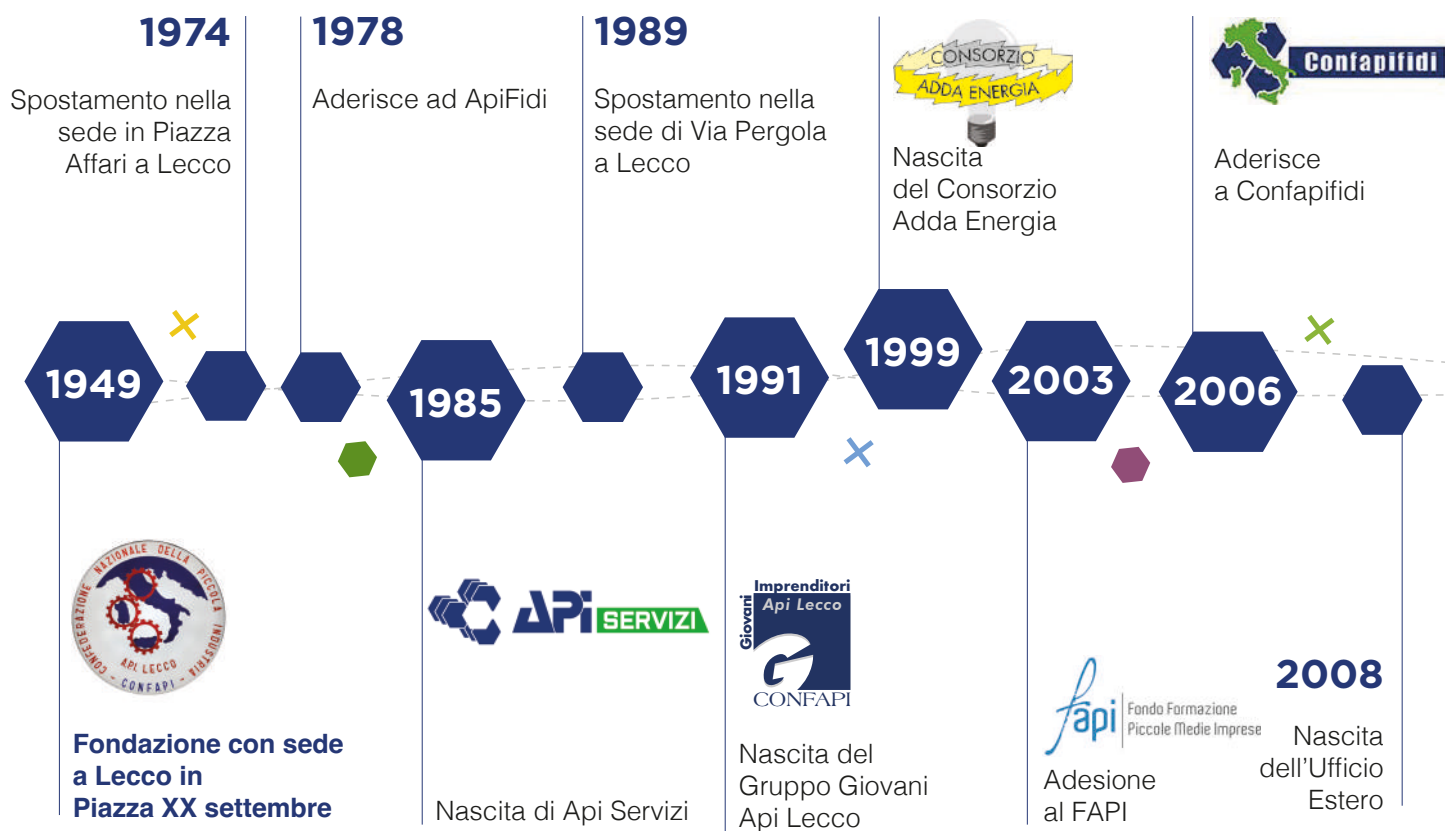 1974
Spostamento nella
sede in Piazza
Affari a Lecco
1978
Aderisce ad ApiFidi
1989
Spostamento nella
sede di Via Pergola
a Lecco
CONSORZIO
ADDA ENERGIA
Nascita
del Consorzio
Adda Energia
Confapifidi
Aderisce
a Confapifidi
1949
1985
1991
1999
2003
2006
CONFEDERAZIONE NAZIONALE DELLA PICCOLA INDUSTRIA
API LECCO
- CONFAPI -
Fondazione con sede
a Lecco in
Piazza XX settembre
API SERVIZI
Nascita di Api Servizi
Giovani
Imprenditori
Api Lecco
G
CONFAPI
Nascita del
Gruppo Giovani
Api Lecco
fapi
Fondo Formazione
Piccole Medie Imprese
Adesione
al FAPI
2008
Nascita
dell'Ufficio
Estero